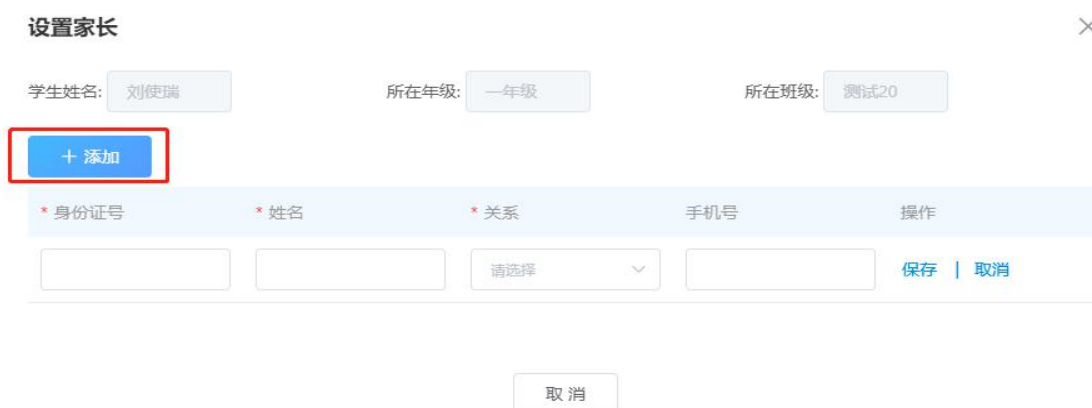 设置家长
学生姓名: 刘使瑞 所在年级: 一年级 所在班级: 测试20
+ 添加
* 身份证号 * 姓名 * 关系 手机号 操作
请选择 保存 | 取消
取 消